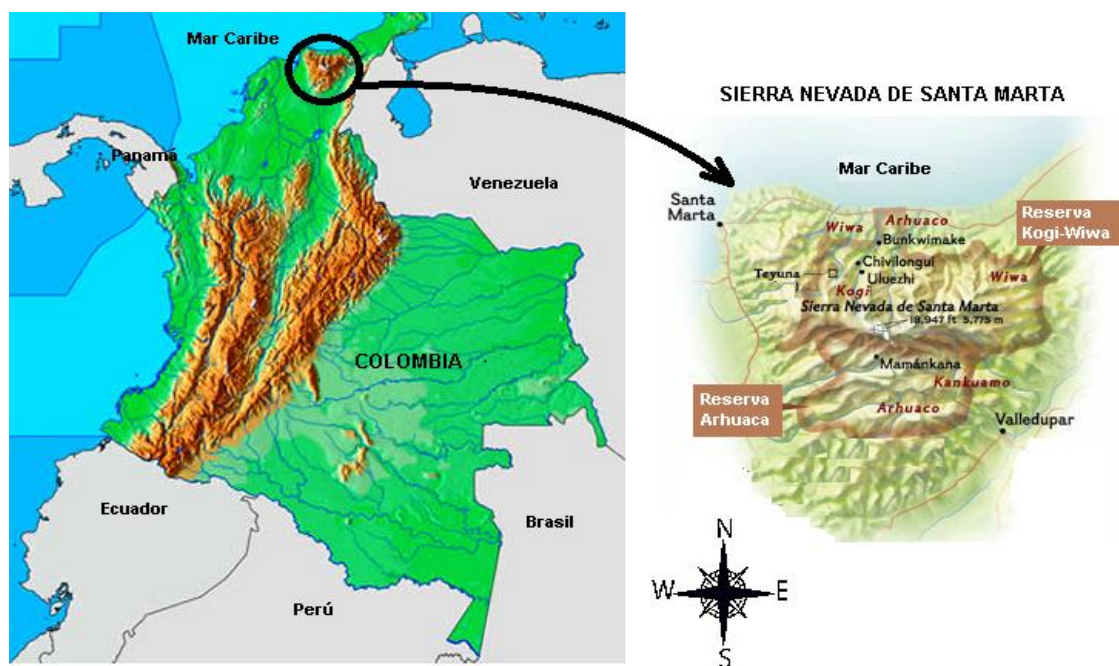 Mar Caribe
Panamá
Venezuela
COLOMBIA
Ecuador
Brasil
Perú
SIERRA NEVADA DE SANTA MARTA
Mar Caribe
Santa
Marta
Wiwa
Arhuaco
Reserva
Kogi-Wiwa
Bunkwimake
Chivilongui
Teyuna
Uluezhi
Wiwa
Kogi
Sierra Nevada de Santa Marta
18,947 ft 5,775 m
Mamánkana
Kankuamo
Reserva
Arhuaca
Arhuaco
Valledupar
N
W
E
S